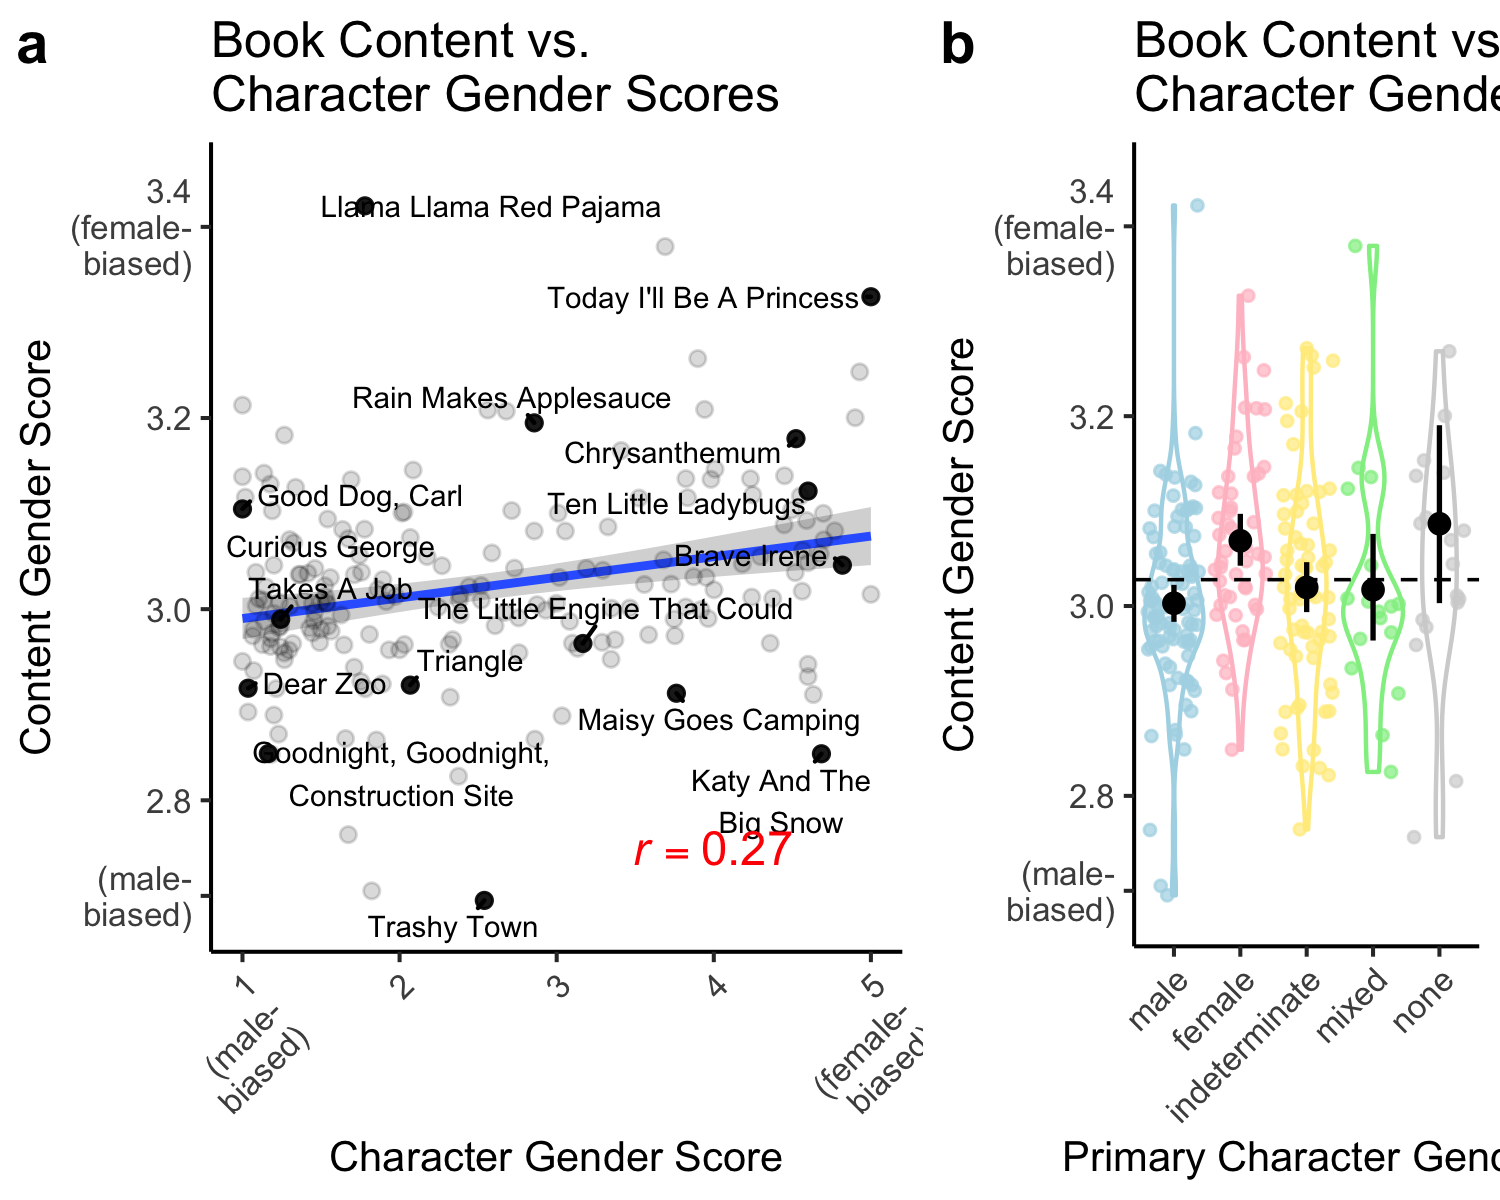 a
Book Content vs.
Character Gender Scores
Content Gender Score
3.4
(female-
biased)
3.2
3.0
2.8
(male-
biased)
Llama Llama Red Pajama
Today I'll Be A Princess
Rain Makes Applesauce
Chrysanthemum
Good Dog, Carl
Ten Little Ladybugs
Curious George
Takes A Job
Brave Irene
The Little Engine That Could
Triangle
Dear Zoo
Maisy Goes Camping
Goodnight, Goodnight,
Construction Site
Katy And The
Big Snow
r = 0.27
Trashy Town
1
(male-
biased)
2
3
4
5
(female-
biased)
Character Gender Score
b
Book Content vs
Character Gende
Content Gender Score
3.4
(female-
biased)
3.2
3.0
2.8
(male-
biased)
male
female
indeterminate
mixed
none
Primary Character Gend